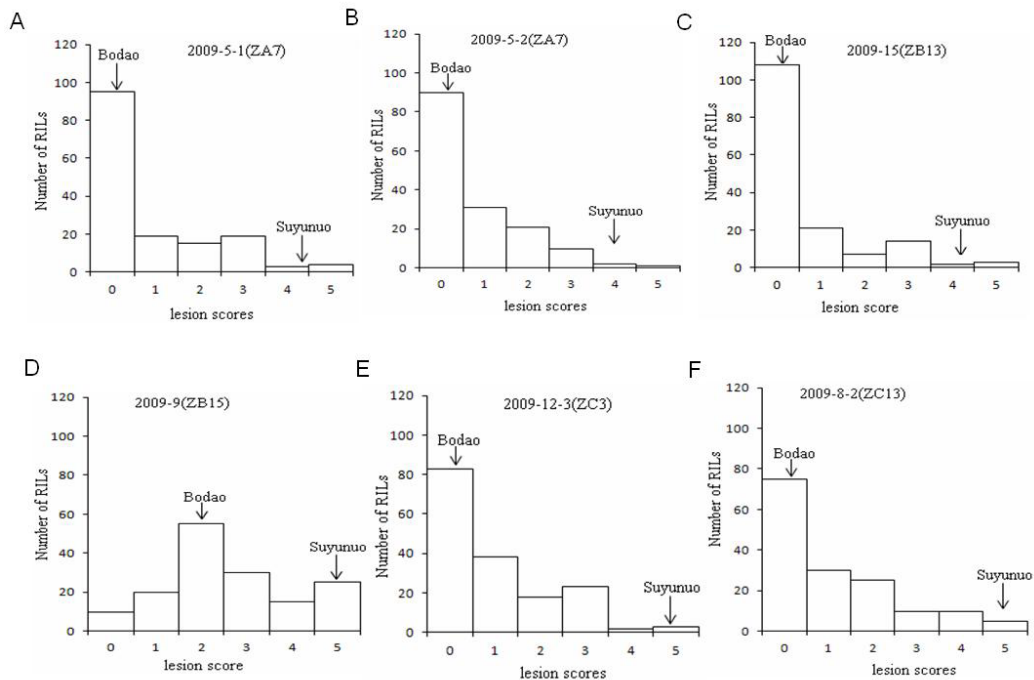 A
2009-5-1(ZA7)
Bodao
Suyunuo
Number of RILs
120
100
80
60
40
20
0
0 1 2 3 4 5
lesion scores
B
2009-5-2(ZA7)
Bodao
Suyunuo
Number of RILs
120
100
80
60
40
20
0
0 1 2 3 4 5
lesion scores
C
2009-15(ZB13)
Bodao
Suyunuo
Number of RILs
120
100
80
60
40
20
0
0 1 2 3 4 5
lesion score
D
2009-9(ZB15)
Bodao
Suyunuo
Number of RILs
120
100
80
60
40
20
0
0 1 2 3 4 5
lesion score
E
2009-12-3(ZC3)
Bodao
Suyunuo
Number of RILs
120
100
80
60
40
20
0
0 1 2 3 4 5
lesion scores
F
2009-8-2(ZC13)
Bodao
Suyunuo
Number of RILs
120
100
80
60
40
20
0
0 1 2 3 4 5
lesion scores